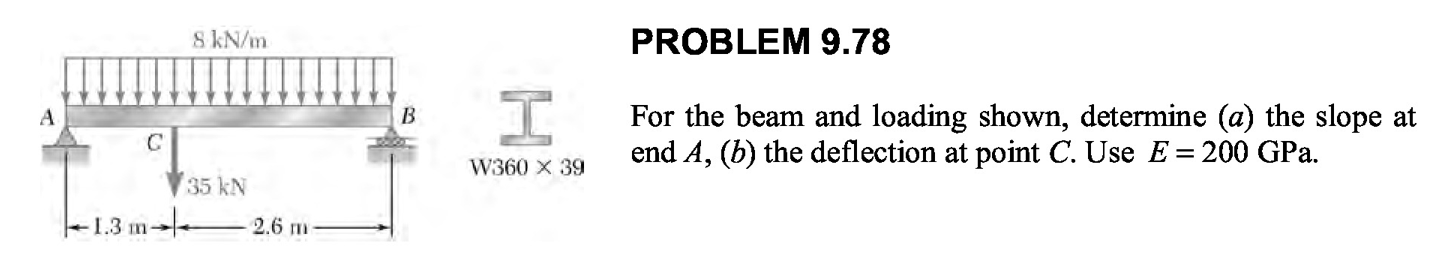 8 kN/m
A
B
C
35 kN
1.3 m
2.6 m
W360 × 39
PROBLEM 9.78
For the beam and loading shown, determine (a) the slope at
end A, (b) the deflection at point C. Use E = 200 GPa.